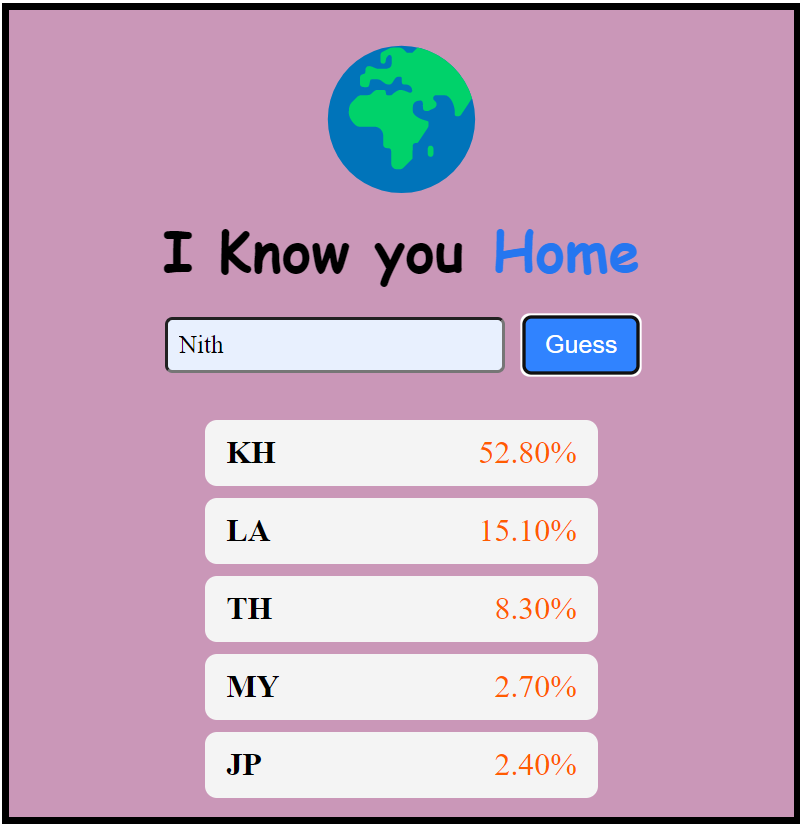 I Know you Home
Nith
Guess
KH 52.80%
LA 15.10%
TH 8.30%
MY 2.70%
JP 2.40%